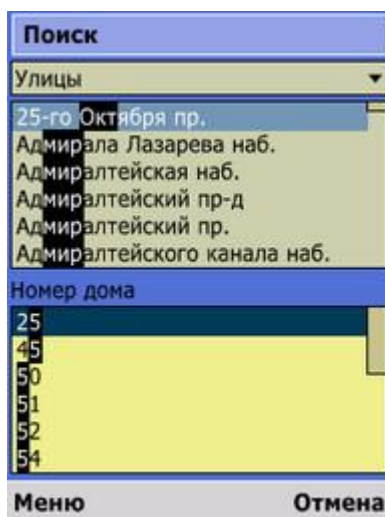 Поиск
Улицы
25-го Октября пр.
Адмирала Лазарева наб.
Адмиралтейская наб.
Адмиралтейский пр-д
Адмиралтейский пр.
Адмиралтейского канала наб.
Номер дома
25
45
50
51
52
54
Меню Отмена